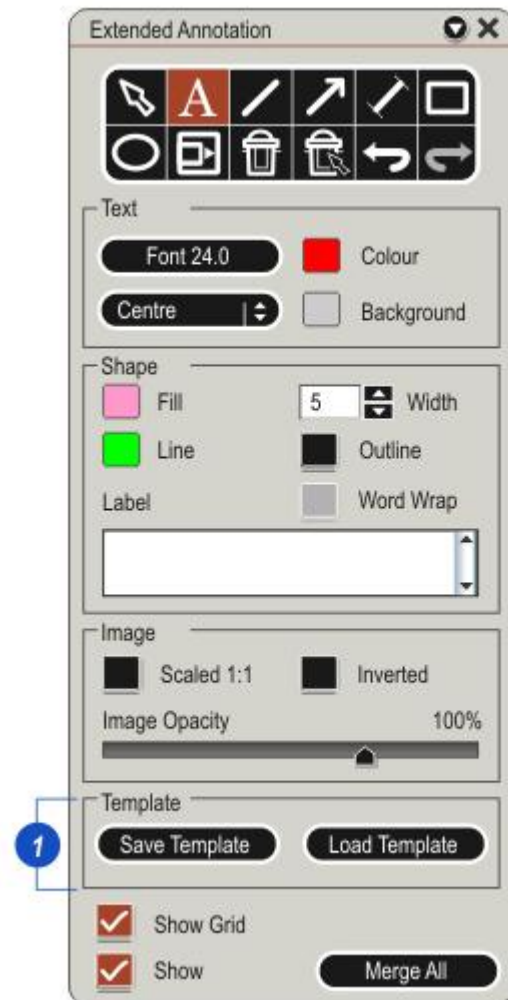 Extended Annotation
A
Text
Font 24.0 Colour
Centre Background
Shape
Fill 5 Width
Line Outline
Label Word Wrap
Image
Scaled 1:1 Inverted
Image Opacity 100%
Template
1 Save Template Load Template
Show Grid
Show Merge All